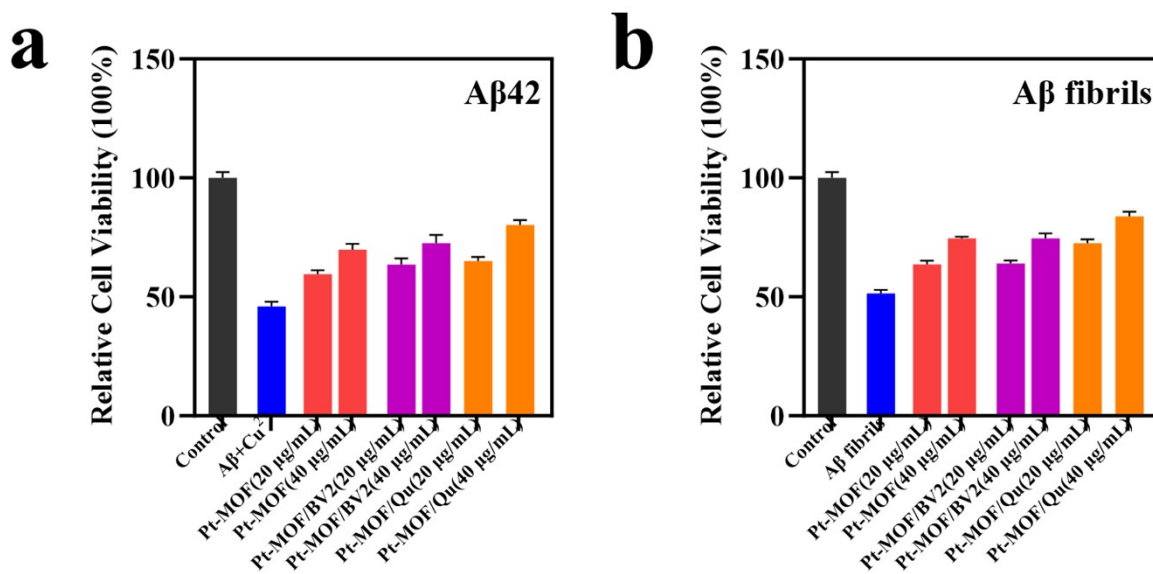 a
Relative Cell Viability (100%)
150
100
50
0
Aβ42
Control
Aβ+Cu2
Pt-MOF(20 μg/mL)
Pt-MOF(40 μg/mL)
Pt-MOF/BV2(20 μg/mL)
Pt-MOF/BV2(40 μg/mL)
Pt-MOF/Qu(20 μg/mL)
Pt-MOF/Qu(40 μg/mL)
b
Relative Cell Viability (100%)
150
100
50
0
Aβ fibrils
Control
Aβ fibrils
Pt-MOF(20 μg/mL)
Pt-MOF(40 μg/mL)
Pt-MOF/BV2(20 μg/mL)
Pt-MOF/BV2(40 μg/mL)
Pt-MOF/Qu(20 μg/mL)
Pt-MOF/Qu(40 μg/mL)